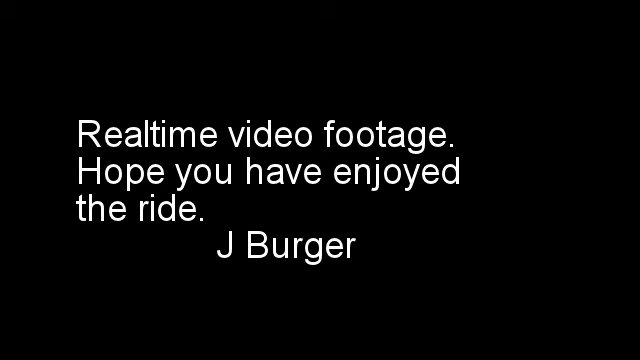 Realtime video footage.
Hope you have enjoyed
the ride.
J Burger